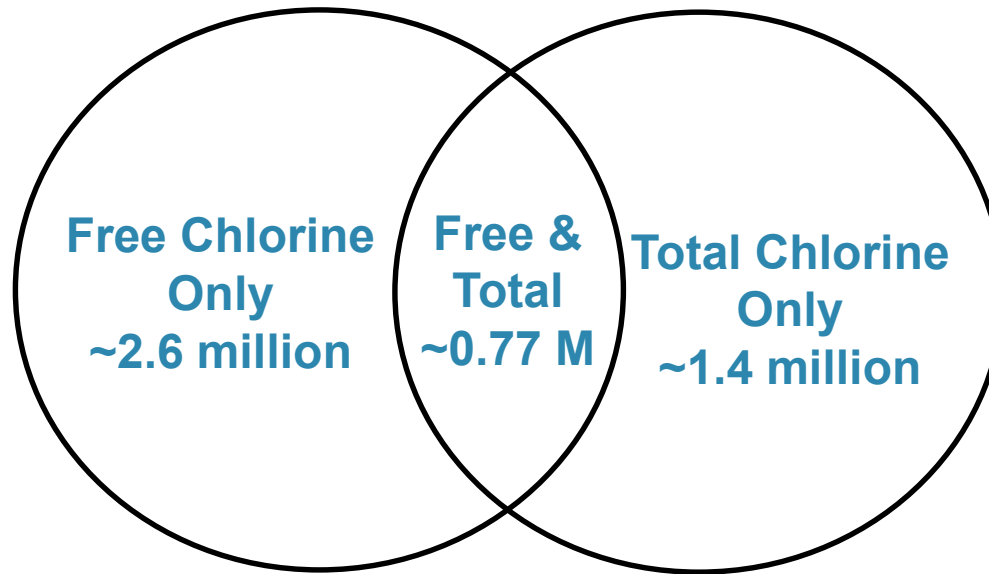 Free Chlorine
Only
~2.6 million
Free &
Total
~0.77 M
Total Chlorine
Only
~1.4 million